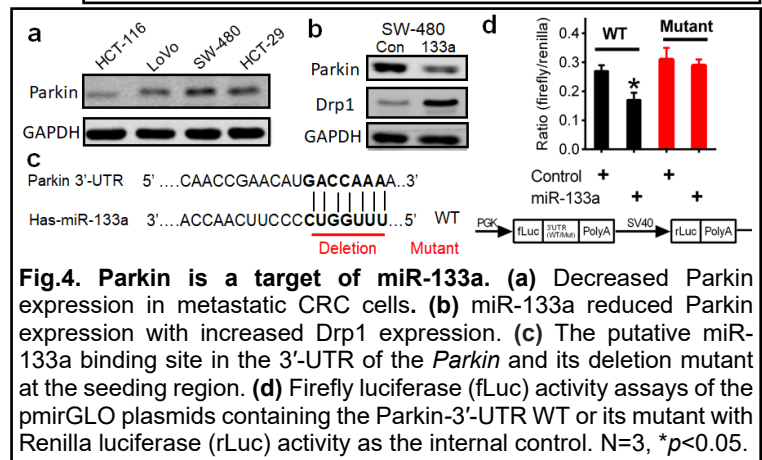 a
HCT-116 LoVo SW-480 HCT-29
Parkin
GAPDH
b
SW-480
Con 133a
Parkin
Drp1
GAPDH
c
Parkin 3'-UTR 5' ....CAACCGAACAUGACCAAAA..3'
Has-miR-133a 3'....ACCAACUUCCCCUGGUUU...5' WT
Deletion Mutant
d
Ratio (firefly/renilla)
0.4
0.3
0.2
0.1
0.0
WT Mutant
*
Control + +
miR-133a + +
PGK fLuc 3'UTR (WT/Mut) PolyA SV40 rLuc PolyA
Fig.4. Parkin is a target of miR-133a. (a) Decreased Parkin
expression in metastatic CRC cells. (b) miR-133a reduced Parkin
expression with increased Drp1 expression. (c) The putative miR-
133a binding site in the 3′-UTR of the Parkin and its deletion mutant
at the seeding region. (d) Firefly luciferase (fLuc) activity assays of the
pmirGLO plasmids containing the Parkin-3′-UTR WT or its mutant with
Renilla luciferase (rLuc) activity as the internal control. N=3, *p<0.05.